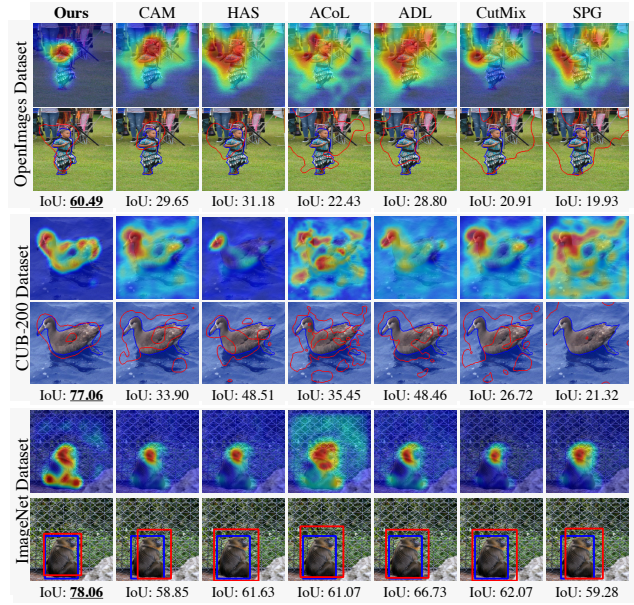 Ours CAM HAS ACoL ADL CutMix SPG
OpenImages Dataset
IoU: 60.49 IoU: 29.65 IoU: 31.18 IoU: 22.43 IoU: 28.80 IoU: 20.91 IoU: 19.93
CUB-200 Dataset
IoU: 77.06 IoU: 33.90 IoU: 48.51 IoU: 35.45 IoU: 48.46 IoU: 26.72 IoU: 21.32
ImageNet Dataset
IoU: 78.06 IoU: 58.85 IoU: 61.63 IoU: 61.07 IoU: 66.73 IoU: 62.07 IoU: 59.28